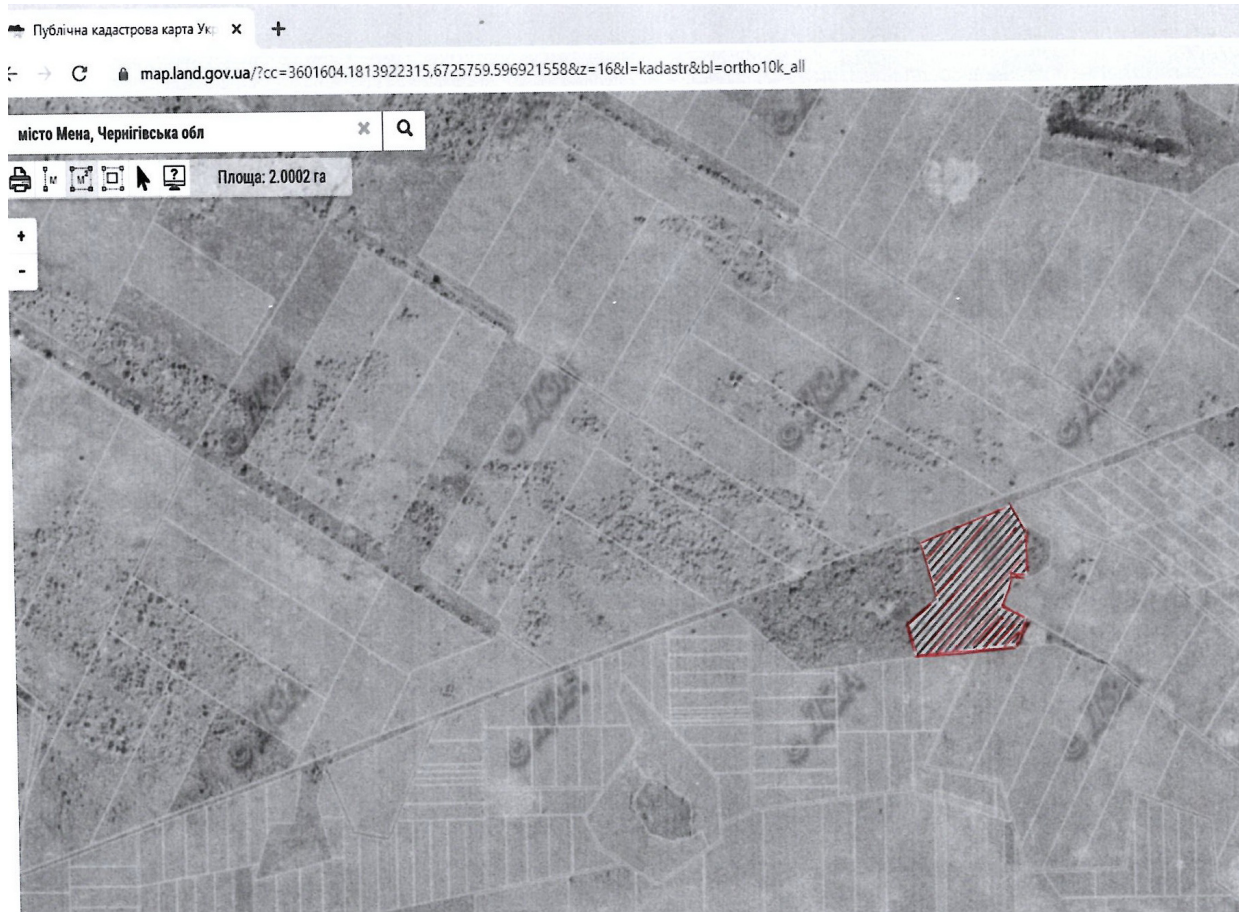 Публічна кадастрова карта Ук
map.land.gov.ua/?cc=3601604.1813922315,6725759.596921558&z=16&l=kadastr&bl=ortho10k_all
місто Мена, Чернігівська обл
Площа: 2.0002 га
+
-